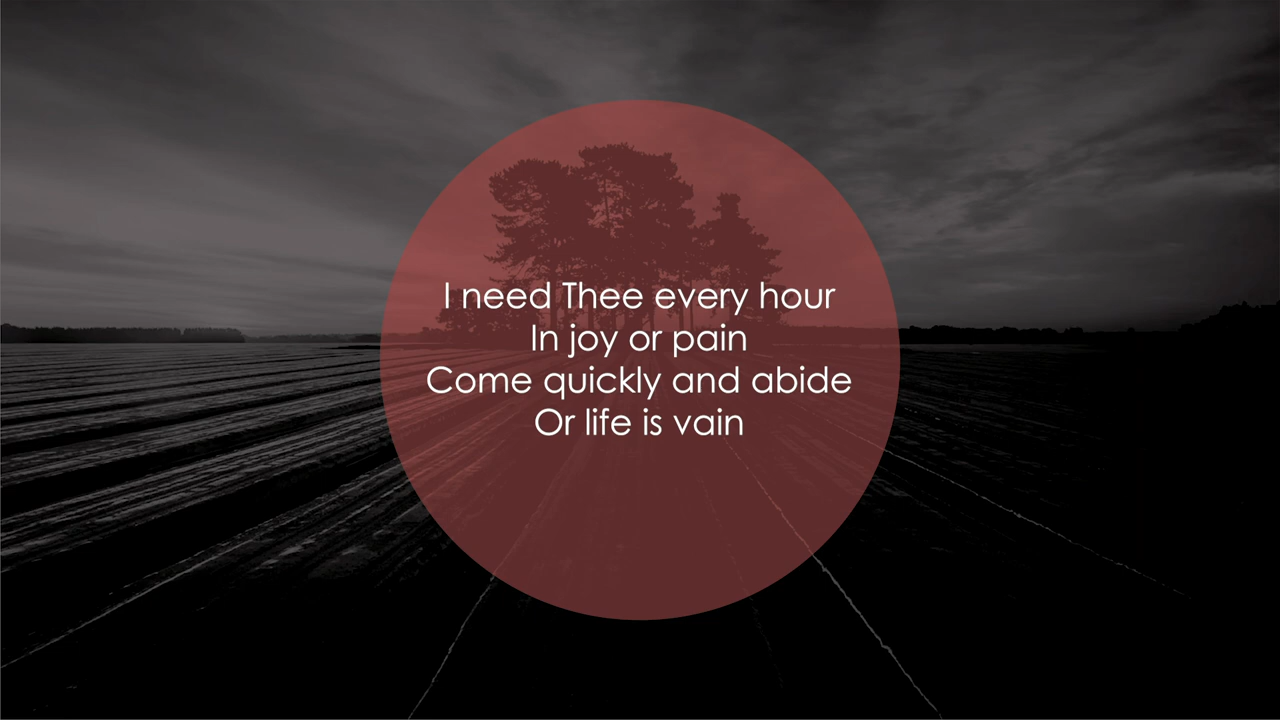 I need Thee every hour
In joy or pain
Come quickly and abide
Or life is vain